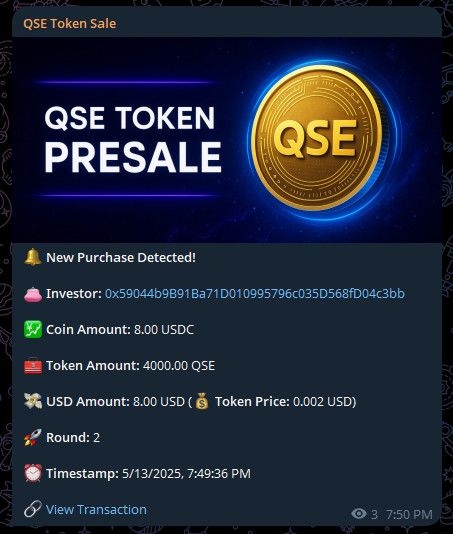 QSE Token Sale
QSE TOKEN
PRESALE
QSE
🔔 New Purchase Detected!
👛 Investor: 0x59044b9B91Ba71D010995796c035D568fD04c3bb
💹 Coin Amount: 8.00 USDC
🧰 Token Amount: 4000.00 QSE
💸 USD Amount: 8.00 USD ( 💰 Token Price: 0.002 USD)
🚀 Round: 2
⏰ Timestamp: 5/13/2025, 7:49:36 PM
🔗 View Transaction
3 7:50 PM